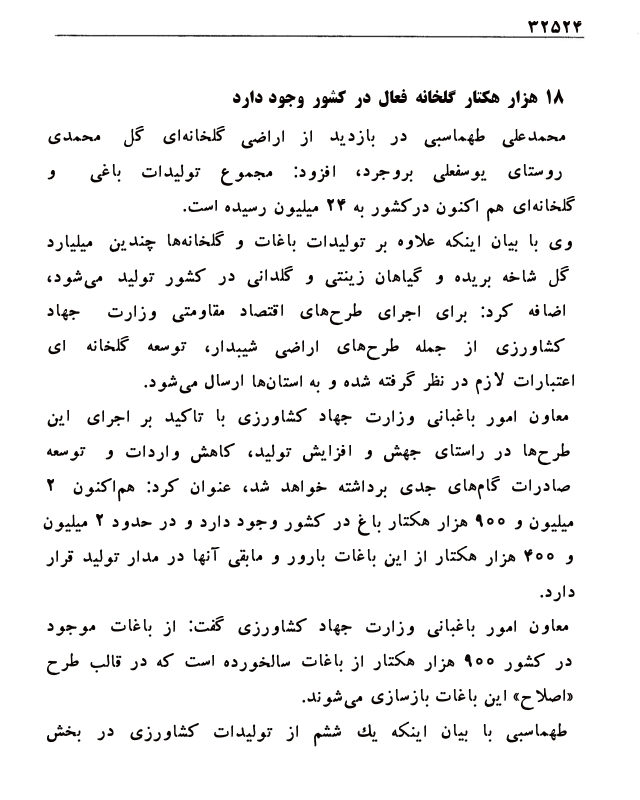 ۳۲۵۲۴
۱۸ هزار هکتار گلخانه فعال در کشور وجود دارد
محمدعلی طهماسبی در بازدید از اراضی گلخانه‌ای گل محمدی
روستای یوسفعلی بروجرد، افزود: مجموع تولیدات باغی و
گلخانه‌ای هم اکنون درکشور به ۲۴ میلیون رسیده است.
وی با بیان اینکه علاوه بر تولیدات باغات و گلخانه‌ها چندین میلیارد
گل شاخه بریده و گیاهان زینتی و گلدانی در کشور تولید می‌شود،
اضافه کرد: برای اجرای طرح‌های اقتصاد مقاومتی وزارت جهاد
کشاورزی از جمله طرح‌های اراضی شیبدار، توسعه گلخانه ای
اعتبارات لازم در نظر گرفته شده و به استان‌ها ارسال می‌شود.
معاون امور باغبانی وزارت جهاد کشاورزی با تاکید بر اجرای این
طرح‌ها در راستای جهش و افزایش تولید، کاهش واردات و توسعه
صادرات گام‌های جدی برداشته خواهد شد، عنوان کرد: هم‌اکنون ۲
میلیون و ۹۰۰ هزار هکتار باغ در کشور وجود دارد و در حدود ۲ میلیون
و ۴۰۰ هزار هکتار از این باغات بارور و مابقی آنها در مدار تولید قرار
دارد.
معاون امور باغبانی وزارت جهاد کشاورزی گفت: از باغات موجود
در کشور ۹۰۰ هزار هکتار از باغات سالخورده است که در قالب طرح
«اصلاح» این باغات بازسازی می‌شوند.
طهماسبی با بیان اینکه یك ششم از تولیدات کشاورزی در بخش